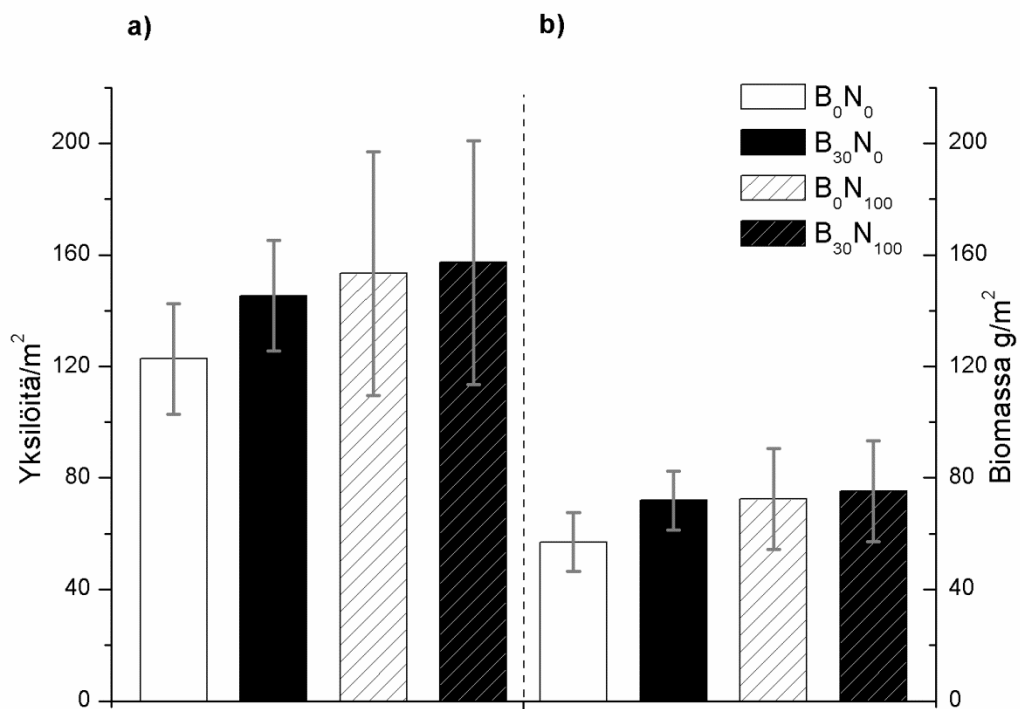 a)
b)
B₀N₀
B₃₀N₀
B₀N₁₀₀
B₃₀N₁₀₀
Yksilöitä/m²
200
160
120
80
40
0
200
160
120
80
40
0
Biomassa g/m²